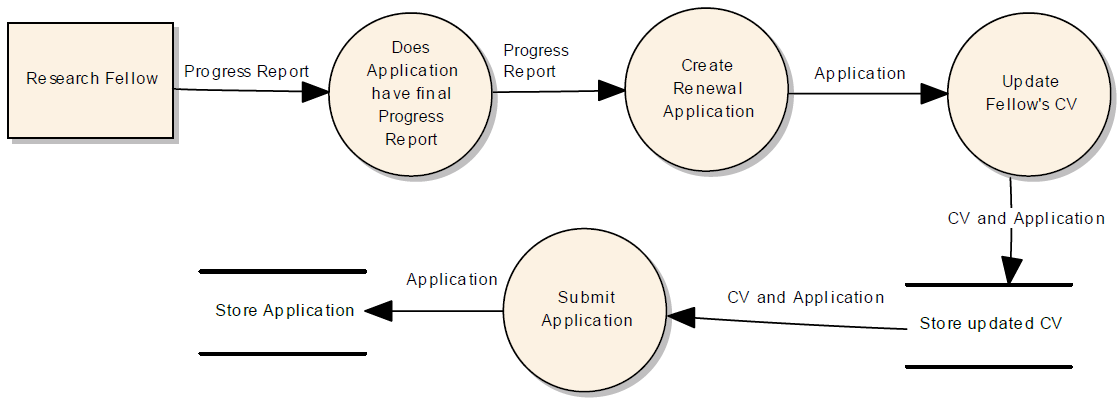 Research Fellow
Progress Report
Does
Application
have final
Progress
Report
Progress
Report
Create
Renewal
Application
Application
Update
Fellow's CV
CV and Application
Store updated CV
CV and Application
Submit
Application
Application
Store Application